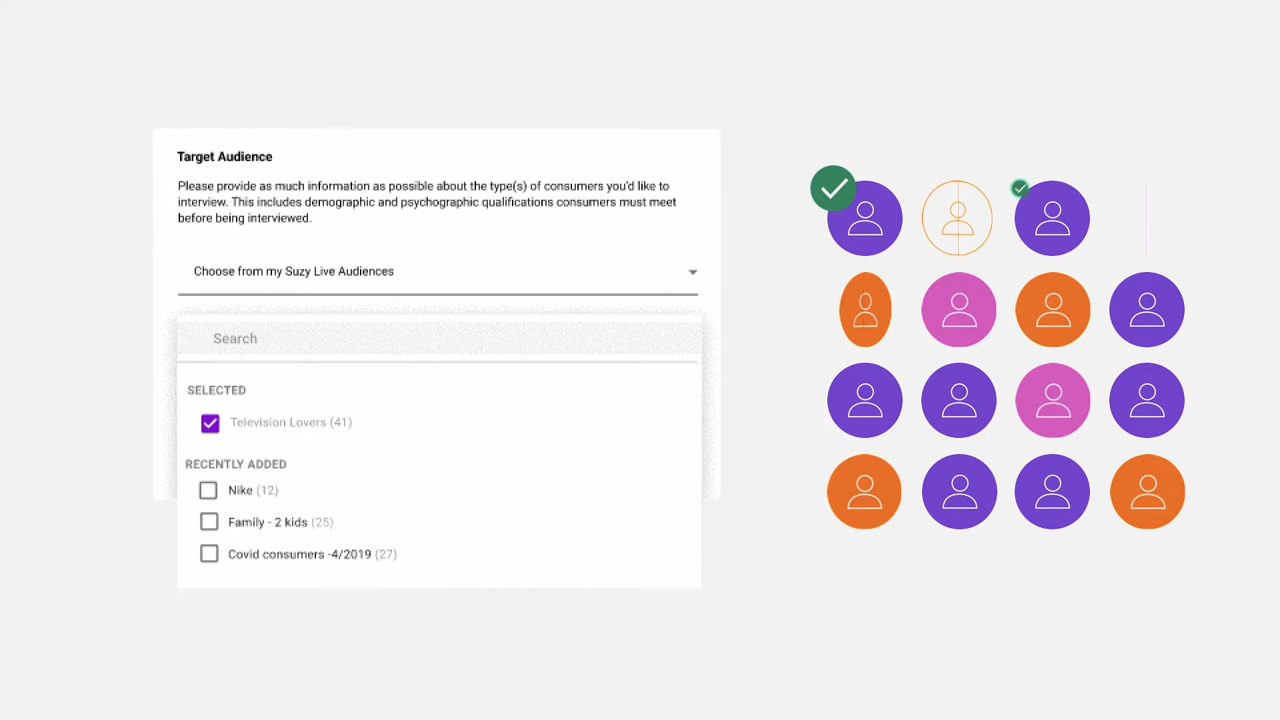 Target Audience
Please provide as much information as possible about the type(s) of consumers you'd like to
interview. This includes demographic and psychographic qualifications consumers must meet
before being interviewed.
Choose from my Suzy Live Audiences
Search
SELECTED
Television Lovers (41)
RECENTLY ADDED
Nike (12)
Family - 2 kids (25)
Covid consumers -4/2019 (27)